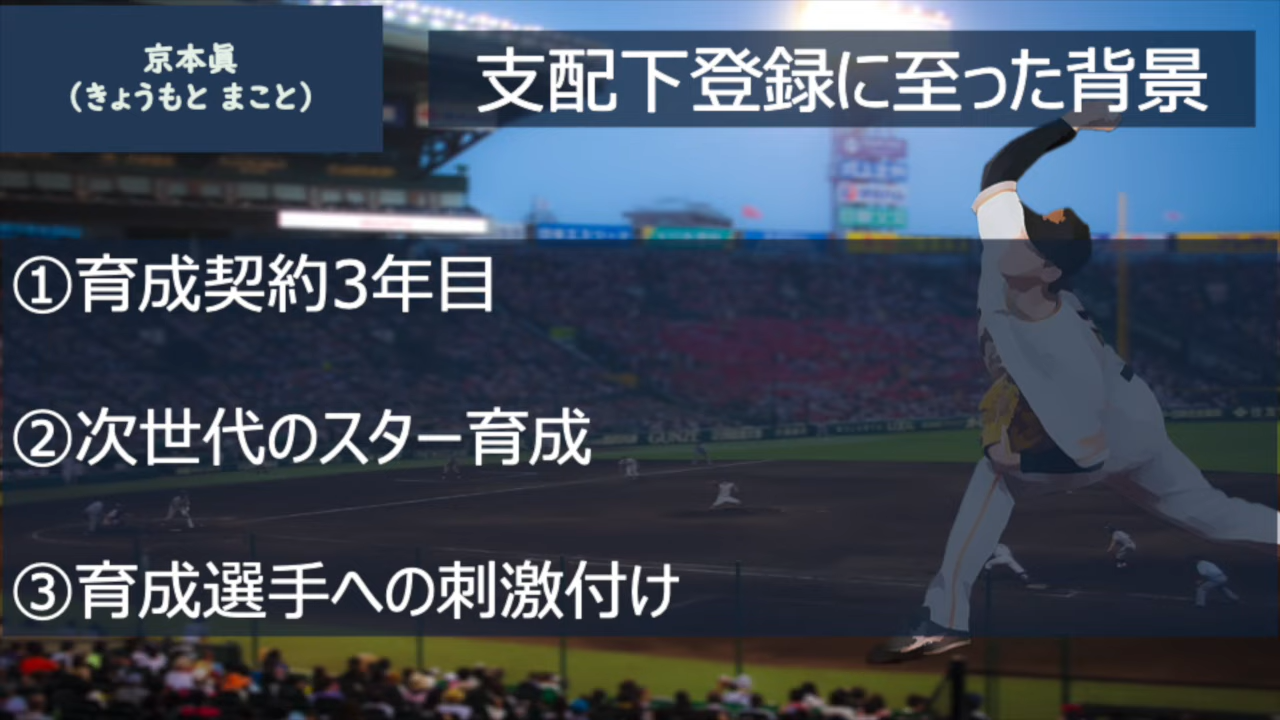 京本眞
（きょうもと まこと）
支配下登録に至った背景
①育成契約3年目
②次世代のスター育成
③育成選手への刺激付け